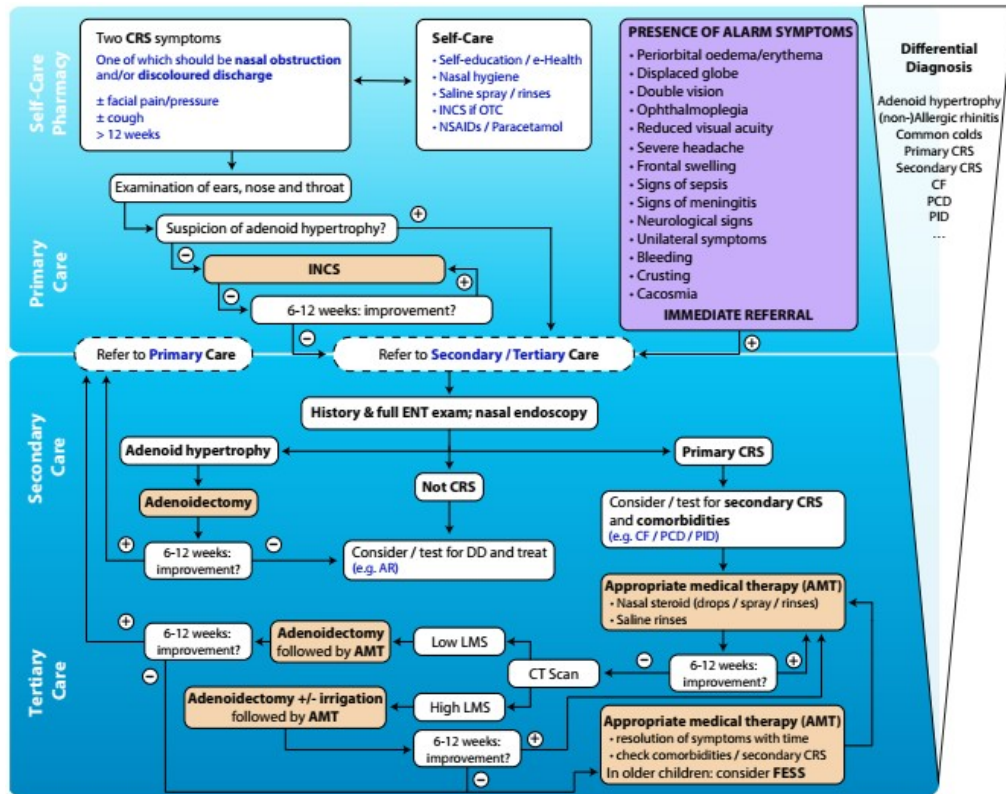 Self-Care
Pharmacy
Two CRS symptoms
One of which should be nasal obstruction
and/or discoloured discharge
± facial pain/pressure
± cough
> 12 weeks
Self-Care
• Self-education / e-Health
• Nasal hygiene
• Saline spray / rinses
• INCS if OTC
• NSAIDs / Paracetamol
PRESENCE OF ALARM SYMPTOMS
• Periorbital oedema/erythema
• Displaced globe
• Double vision
• Ophthalmoplegia
• Reduced visual acuity
• Severe headache
• Frontal swelling
• Signs of sepsis
• Signs of meningitis
• Neurological signs
• Unilateral symptoms
• Bleeding
• Crusting
• Cacosmia
IMMEDIATE REFERRAL
+
Differential
Diagnosis
Adenoid hypertrophy
(non-)Allergic rhinitis
Common colds
Primary CRS
Secondary CRS
CF
PCD
PID
...
Primary
Care
Examination of ears, nose and throat
Suspicion of adenoid hypertrophy?
+
−
INCS
−
+
6-12 weeks: improvement?
−
Refer to Primary Care
Refer to Secondary / Tertiary Care
Secondary
Care
History & full ENT exam; nasal endoscopy
Adenoid hypertrophy
Not CRS
Primary CRS
Adenoidectomy
+
6-12 weeks:
improvement?
−
Consider / test for DD and treat
(e.g. AR)
Consider / test for secondary CRS
and comorbidities
(e.g. CF / PCD / PID)
Tertiary
Care
Appropriate medical therapy (AMT)
• Nasal steroid (drops / spray / rinses)
• Saline rinses
−
6-12 weeks:
improvement?
+
CT Scan
Low LMS
Adenoidectomy
followed by AMT
6-12 weeks:
improvement?
+
−
High LMS
Adenoidectomy +/- irrigation
followed by AMT
6-12 weeks:
improvement?
+
−
Appropriate medical therapy (AMT)
• resolution of symptoms with time
• check comorbidities / secondary CRS
In older children: consider FESS